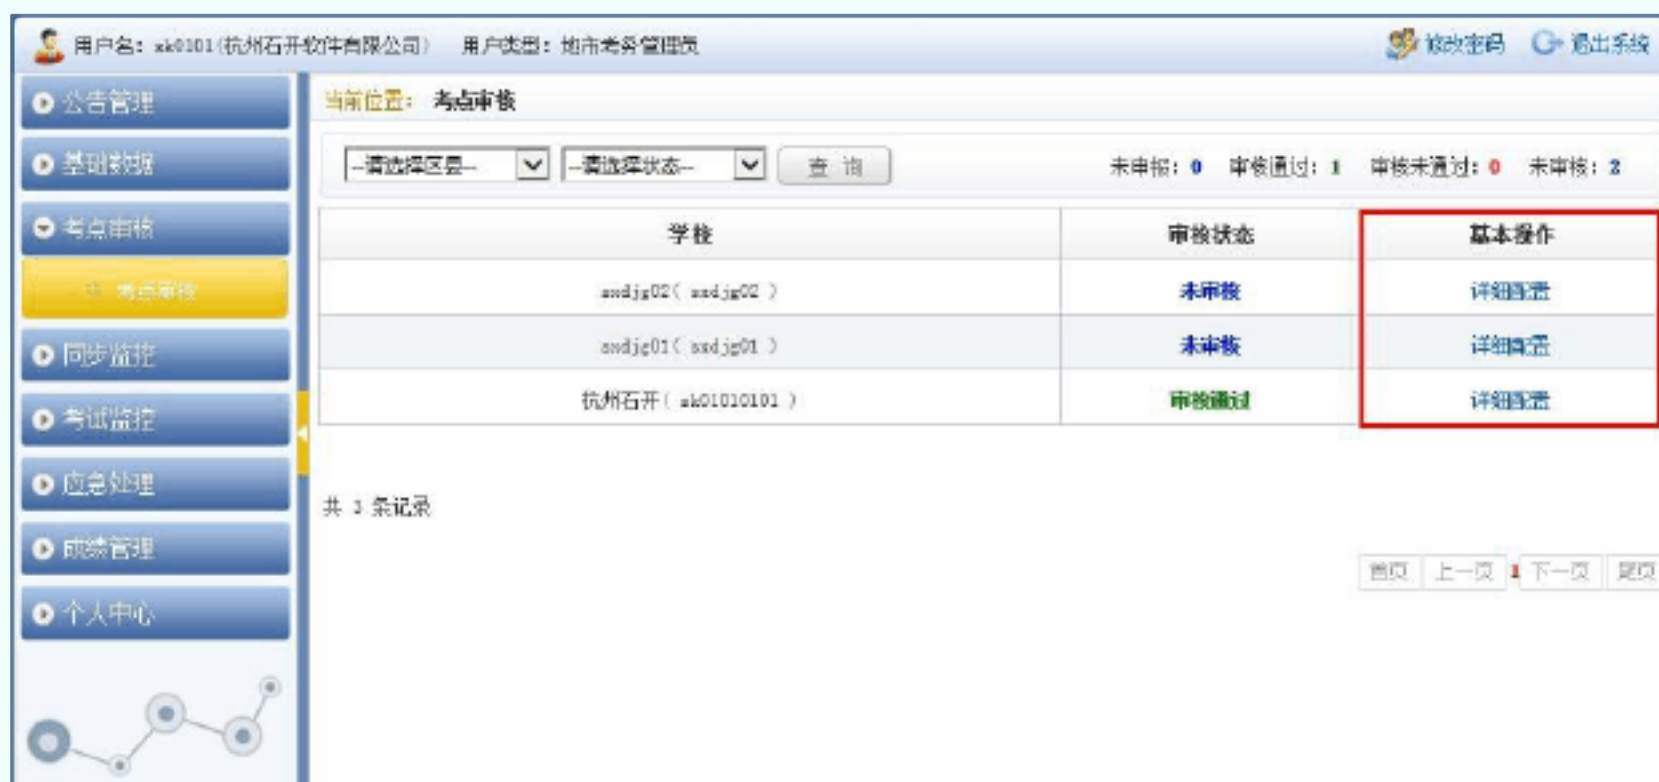 用户名：sk0101(杭州石开软件有限公司) 用户类型：地市考务管理员 修改密码 退出系统
公告管理
基础数据
考点审核
考点审核
同步监控
考试监控
应急处理
成绩管理
个人中心
当前位置： 考点审核
--请选择区县-- --请选择状态-- 查 询 未申报：0 审核通过：1 审核未通过：0 未审核：2
学校 审核状态 基本操作
sxdjg02( sxdjg02 ) 未审核 详细配置
sxdjg01( sxdjg01 ) 未审核 详细配置
杭州石开( sk01010101 ) 审核通过 详细配置
共 3 条记录
首页 上一页 1 下一页 尾页